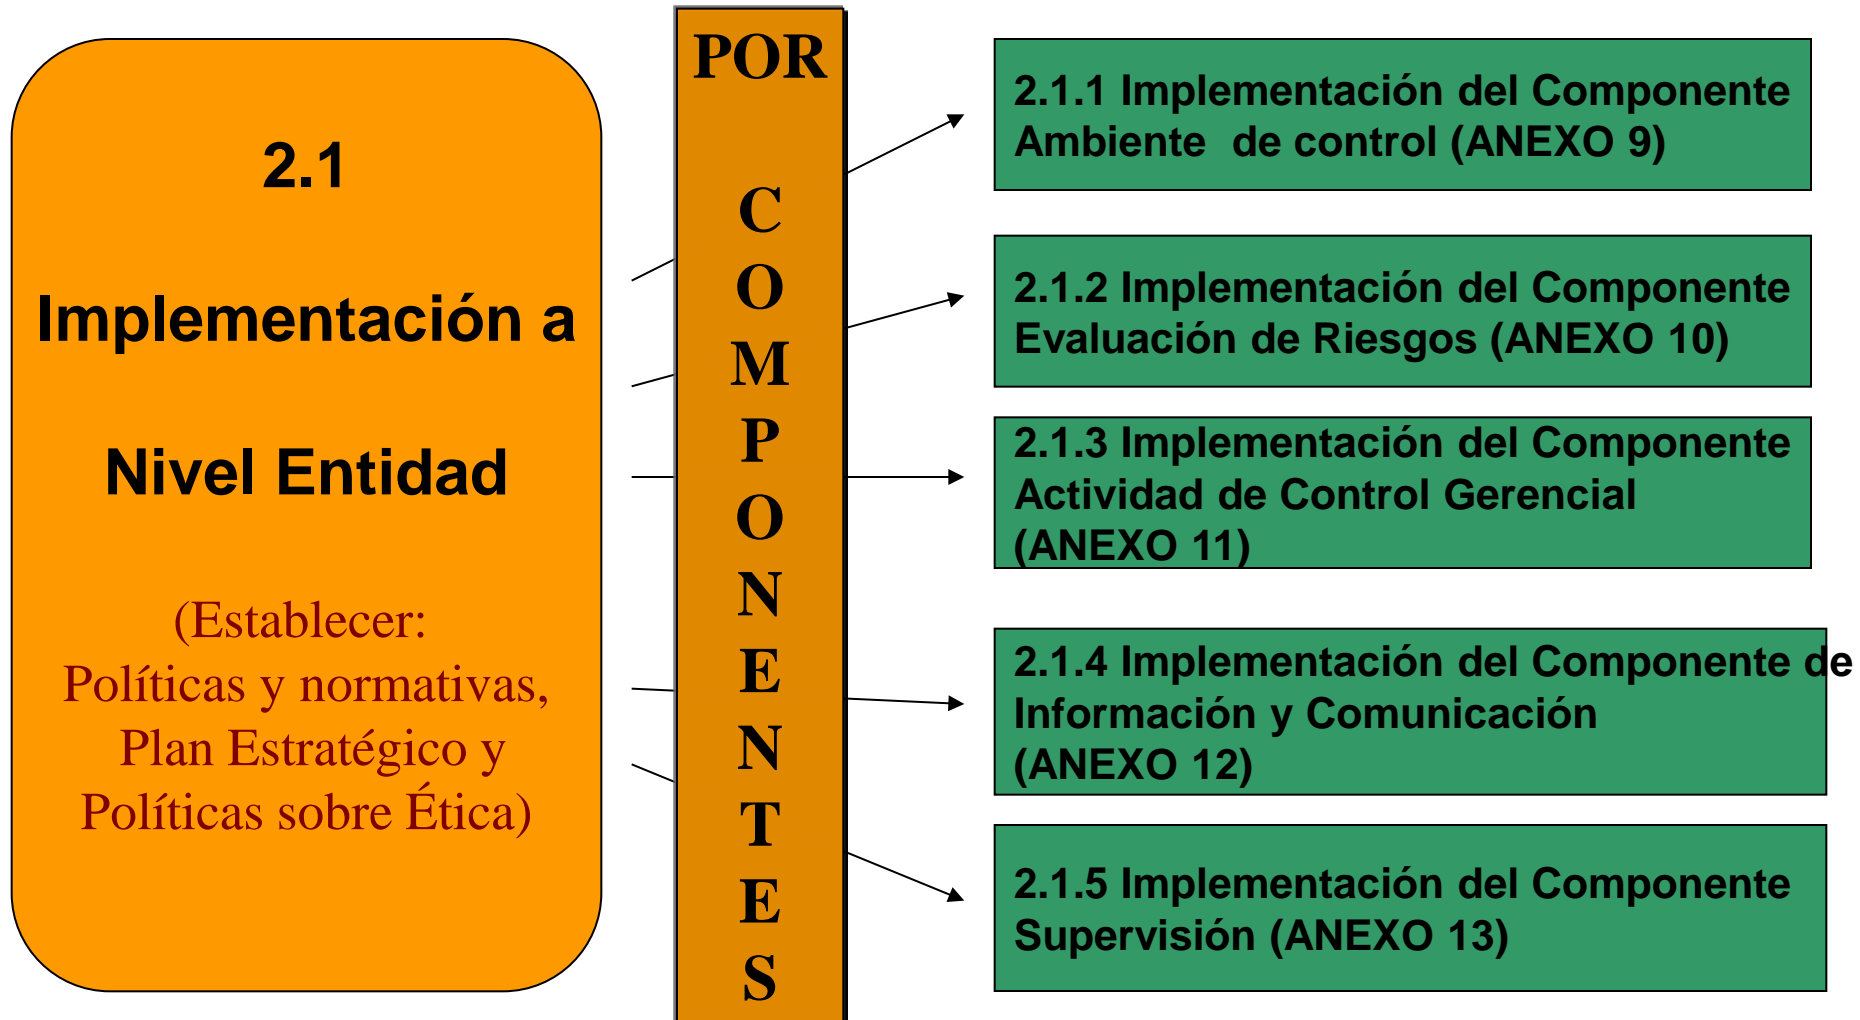 2.1
Implementación a
Nivel Entidad
(Establecer:
Políticas y normativas,
Plan Estratégico y
Políticas sobre Ética)
POR
C
O
M
P
O
N
E
N
T
E
S
2.1.1 Implementación del Componente
Ambiente de control (ANEXO 9)
2.1.2 Implementación del Componente
Evaluación de Riesgos (ANEXO 10)
2.1.3 Implementación del Componente
Actividad de Control Gerencial
(ANEXO 11)
2.1.4 Implementación del Componente de
Información y Comunicación
(ANEXO 12)
2.1.5 Implementación del Componente
Supervisión (ANEXO 13)